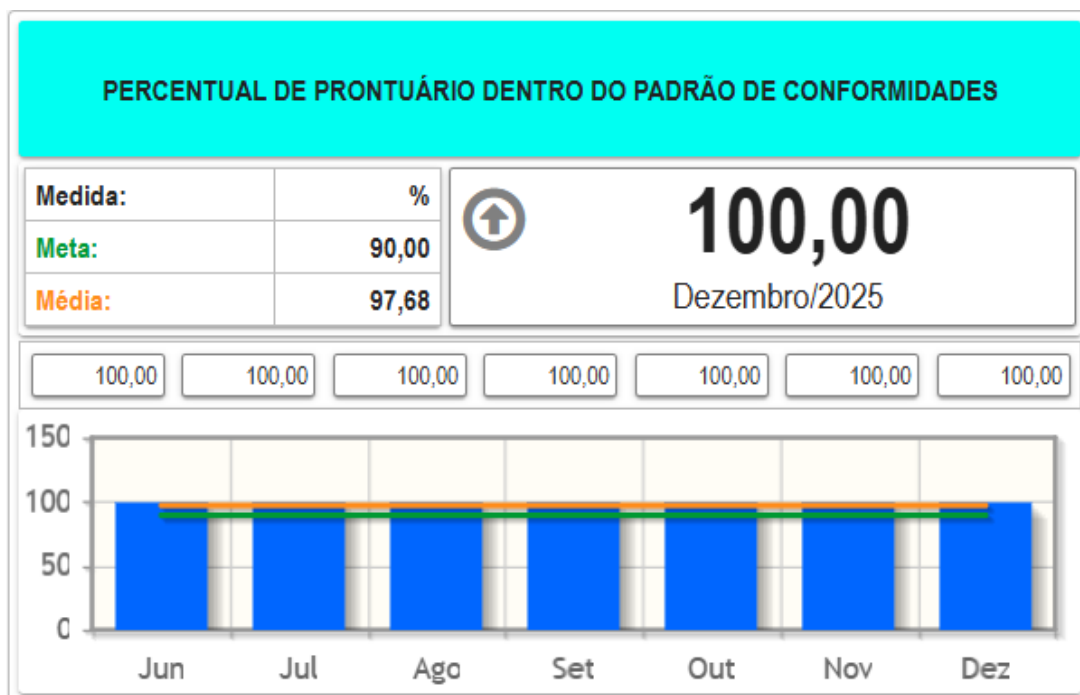 PERCENTUAL DE PRONTUÁRIO DENTRO DO PADRÃO DE CONFORMIDADES
Medida: %
Meta: 90,00
Média: 97,68
100,00
Dezembro/2025
100,00 100,00 100,00 100,00 100,00 100,00 100,00
150
100
50
0
Jun Jul Ago Set Out Nov Dez